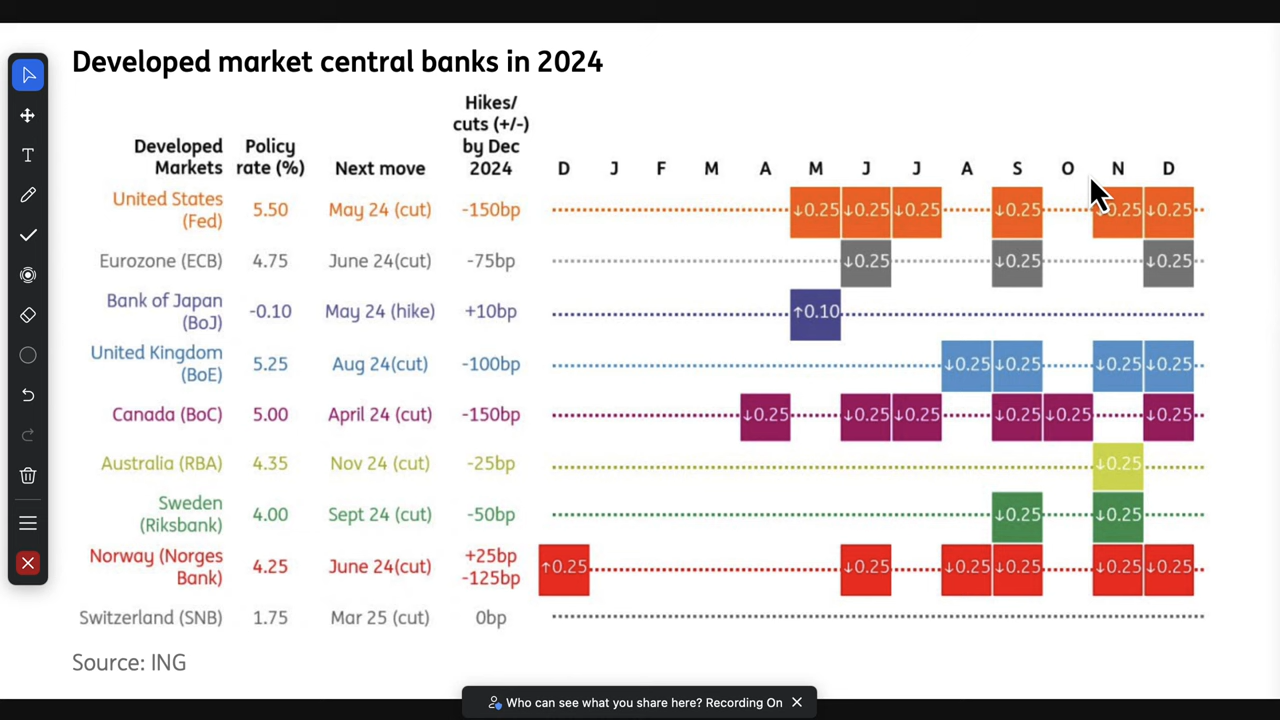 Developed market central banks in 2024
Hikes/
cuts (+/-)
by Dec
2024
Developed
Markets
Policy
rate (%)
Next move
D J F M A M J J A S O N D
United States
(Fed)
5.50 May 24 (cut) -150bp ↓0.25 ↓0.25 ↓0.25 ↓0.25 0.25 ↓0.25
Eurozone (ECB) 4.75 June 24(cut) -75bp ↓0.25 ↓0.25 ↓0.25
Bank of Japan
(BoJ)
-0.10 May 24 (hike) +10bp ↑0.10
United Kingdom
(BoE)
5.25 Aug 24(cut) -100bp ↓0.25 ↓0.25 ↓0.25 ↓0.25
Canada (BoC) 5.00 April 24 (cut) -150bp ↓0.25 ↓0.25 ↓0.25 ↓0.25 ↓0.25 ↓0.25
Australia (RBA) 4.35 Nov 24 (cut) -25bp ↓0.25
Sweden
(Riksbank)
4.00 Sept 24 (cut) -50bp ↓0.25 ↓0.25
Norway (Norges
Bank)
4.25 June 24(cut) +25bp
-125bp
↑0.25 ↓0.25 ↓0.25 ↓0.25 ↓0.25 ↓0.25
Switzerland (SNB) 1.75 Mar 25 (cut) 0bp
Source: ING
Who can see what you share here? Recording On